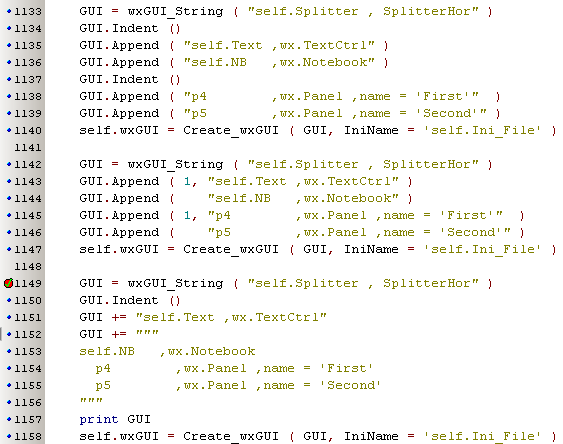 1133 GUI = wxGUI_String ( "self.Splitter , SplitterHor" )
1134 GUI.Indent ()
1135 GUI.Append ( "self.Text ,wx.TextCtrl" )
1136 GUI.Append ( "self.NB   ,wx.Notebook" )
1137 GUI.Indent ()
1138 GUI.Append ( "p4        ,wx.Panel ,name = 'First'"  )
1139 GUI.Append ( "p5        ,wx.Panel ,name = 'Second'" )
1140 self.wxGUI = Create_wxGUI ( GUI, IniName = 'self.Ini_File' )
1141
1142 GUI = wxGUI_String ( "self.Splitter , SplitterHor" )
1143 GUI.Append ( 1, "self.Text ,wx.TextCtrl" )
1144 GUI.Append (    "self.NB   ,wx.Notebook" )
1145 GUI.Append ( 1, "p4        ,wx.Panel ,name = 'First'"  )
1146 GUI.Append (    "p5        ,wx.Panel ,name = 'Second'" )
1147 self.wxGUI = Create_wxGUI ( GUI, IniName = 'self.Ini_File' )
1148
1149 GUI = wxGUI_String ( "self.Splitter , SplitterHor" )
1150 GUI.Indent ()
1151 GUI += "self.Text ,wx.TextCtrl"
1152 GUI += """
1153 self.NB   ,wx.Notebook
1154   p4        ,wx.Panel ,name = 'First'
1155   p5        ,wx.Panel ,name = 'Second'
1156 """
1157 print GUI
1158 self.wxGUI = Create_wxGUI ( GUI, IniName = 'self.Ini_File' )